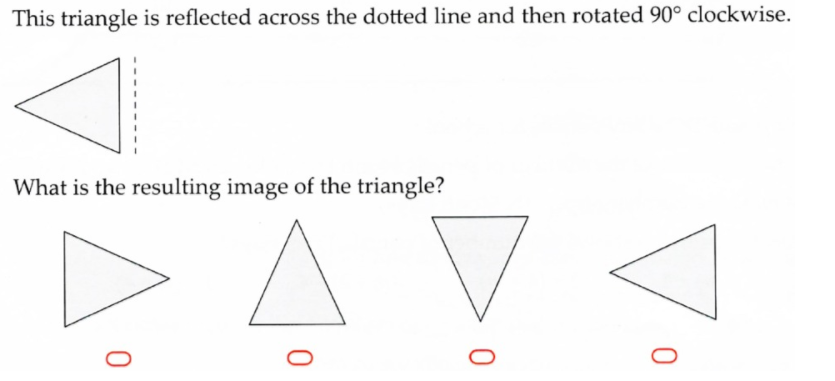 This triangle is reflected across the dotted line and then rotated 90° clockwise.
What is the resulting image of the triangle?